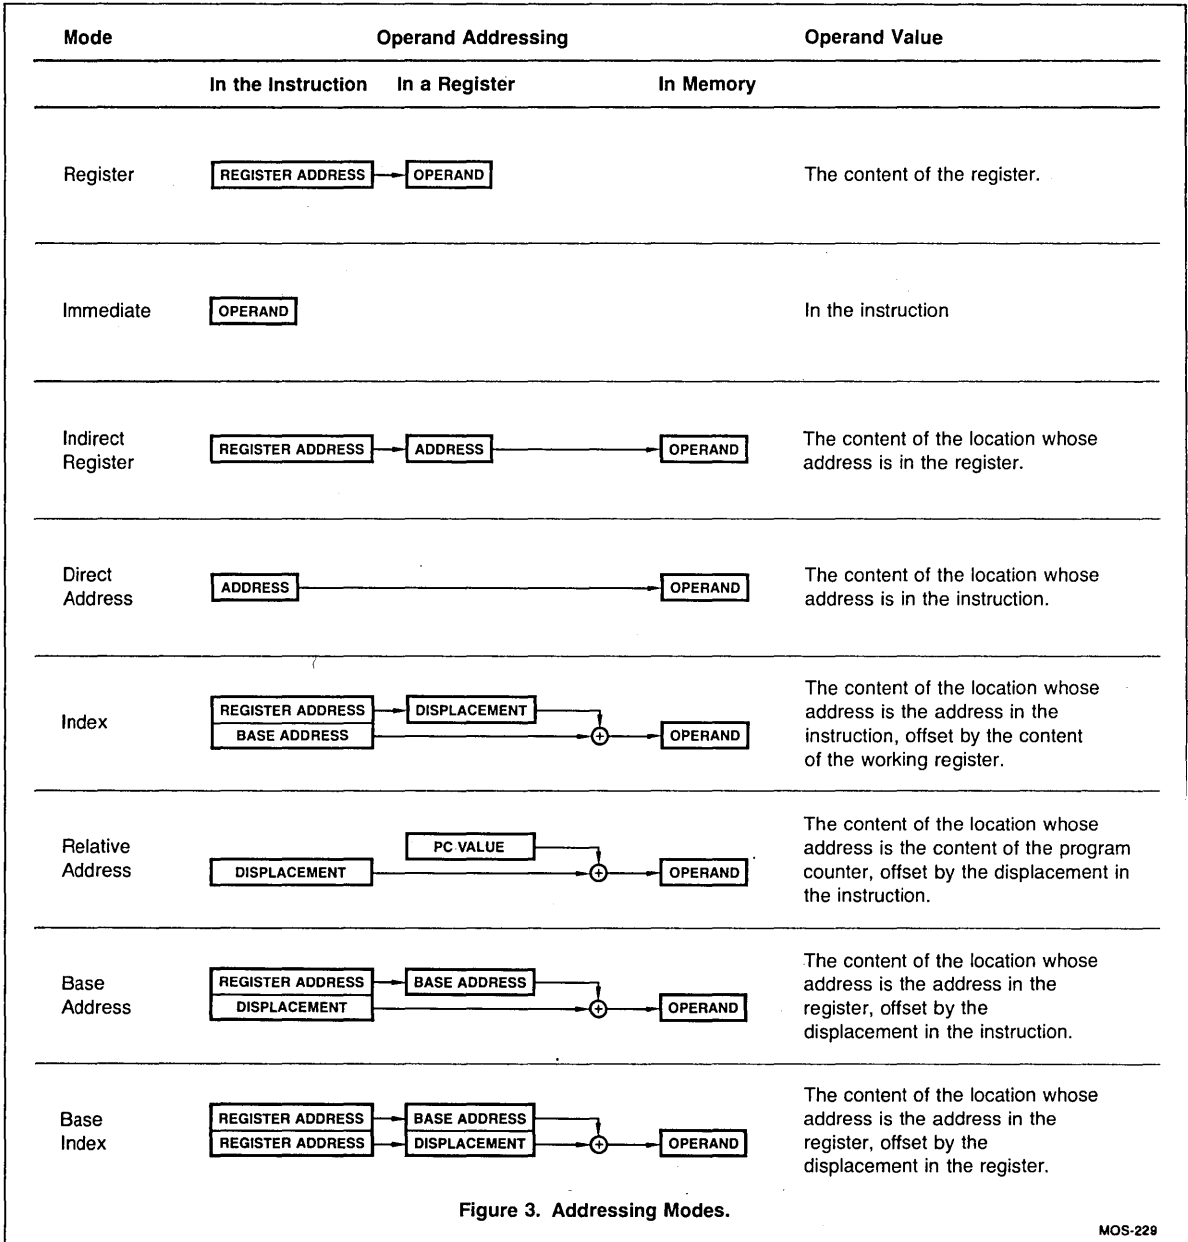 Mode Operand Addressing Operand Value
In the Instruction In a Register In Memory
Register REGISTER ADDRESS OPERAND The content of the register.
Immediate OPERAND In the instruction
Indirect
Register
REGISTER ADDRESS ADDRESS OPERAND
The content of the location whose
address is in the register.
Direct
Address
ADDRESS OPERAND
The content of the location whose
address is in the instruction.
Index
REGISTER ADDRESS DISPLACEMENT
BASE ADDRESS + OPERAND
The content of the location whose
address is the address in the
instruction, offset by the content
of the working register.
Relative
Address
PC VALUE
DISPLACEMENT + OPERAND
The content of the location whose
address is the content of the program
counter, offset by the displacement in
the instruction.
Base
Address
REGISTER ADDRESS BASE ADDRESS
DISPLACEMENT + OPERAND
The content of the location whose
address is the address in the
register, offset by the
displacement in the instruction.
Base
Index
REGISTER ADDRESS BASE ADDRESS
REGISTER ADDRESS DISPLACEMENT + OPERAND
The content of the location whose
address is the address in the
register, offset by the
displacement in the register.
Figure 3. Addressing Modes.
MOS-229